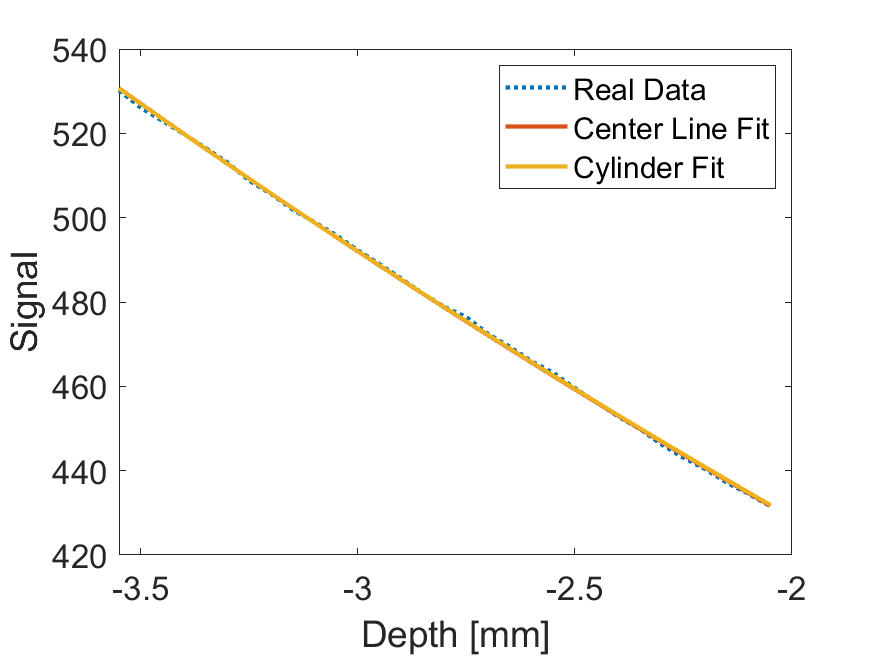 540
520
500
480
460
440
420
Signal
Real Data
Center Line Fit
Cylinder Fit
-3.5 -3 -2.5 -2
Depth [mm]